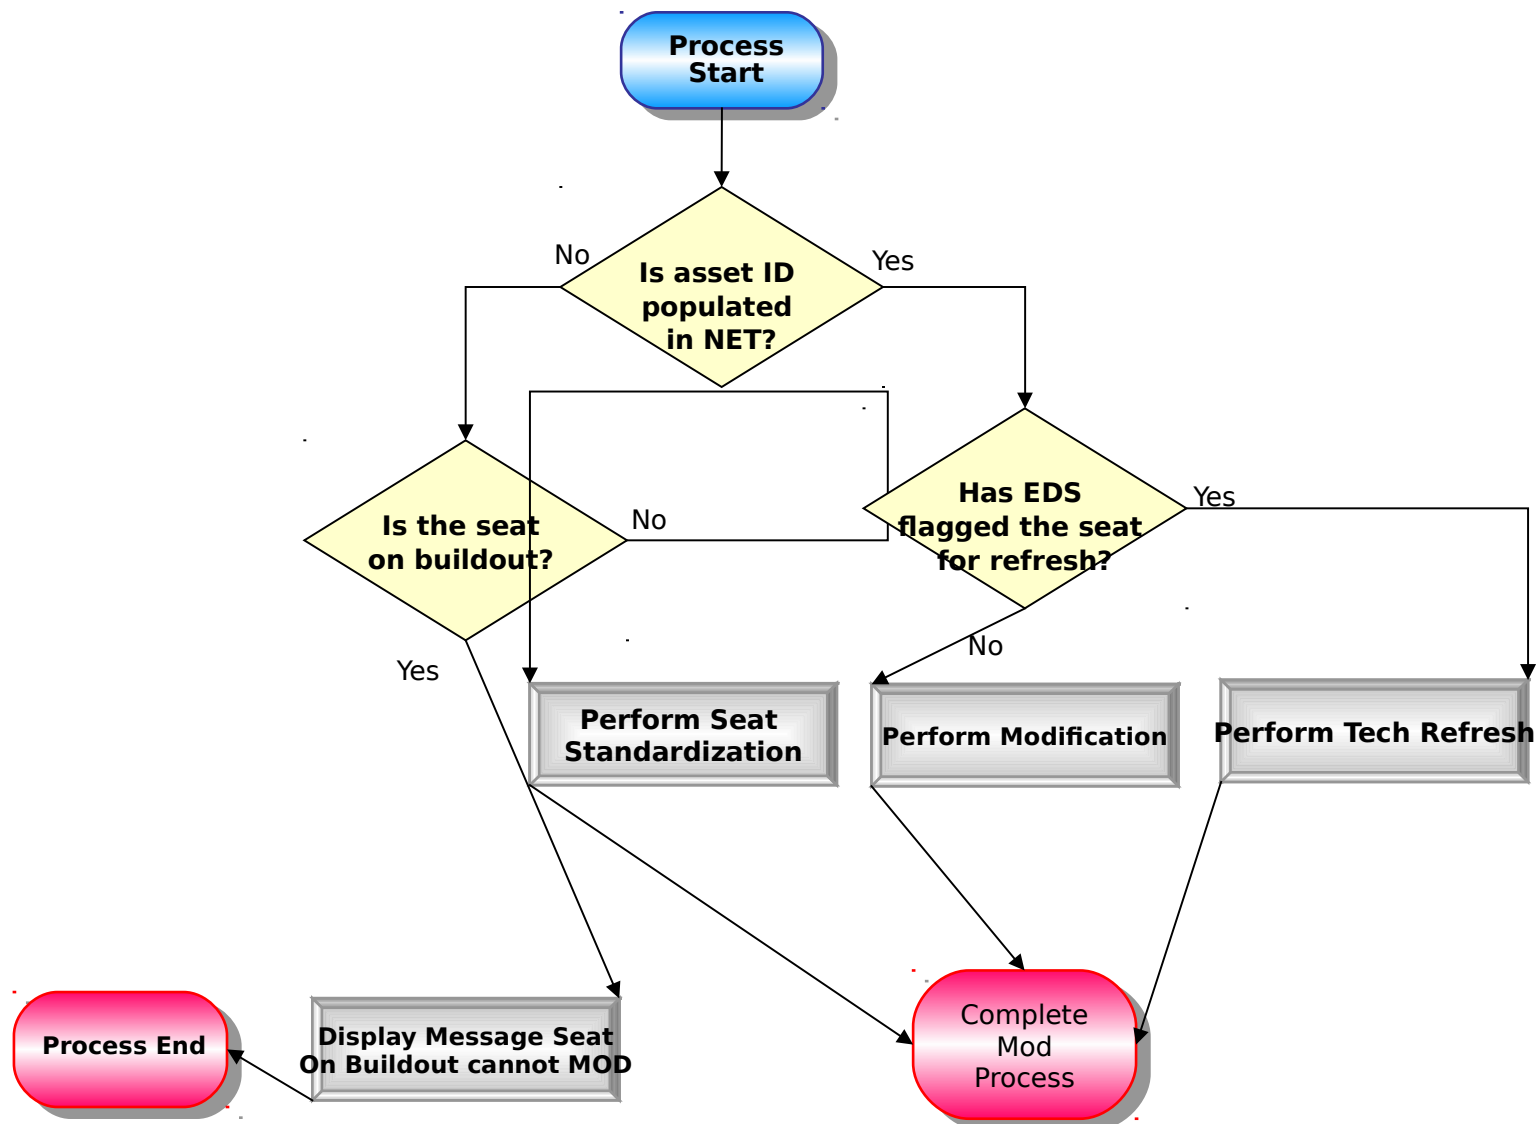 Process
Start
No
Yes
Is asset ID
populated
in NET?
Is the seat
on buildout?
No
Has EDS
flagged the seat
for refresh?
Yes
No
Yes
Perform Seat
Standardization
Perform Modification
Perform Tech Refresh
Process End
Display Message Seat
On Buildout cannot MOD
Complete
Mod
Process